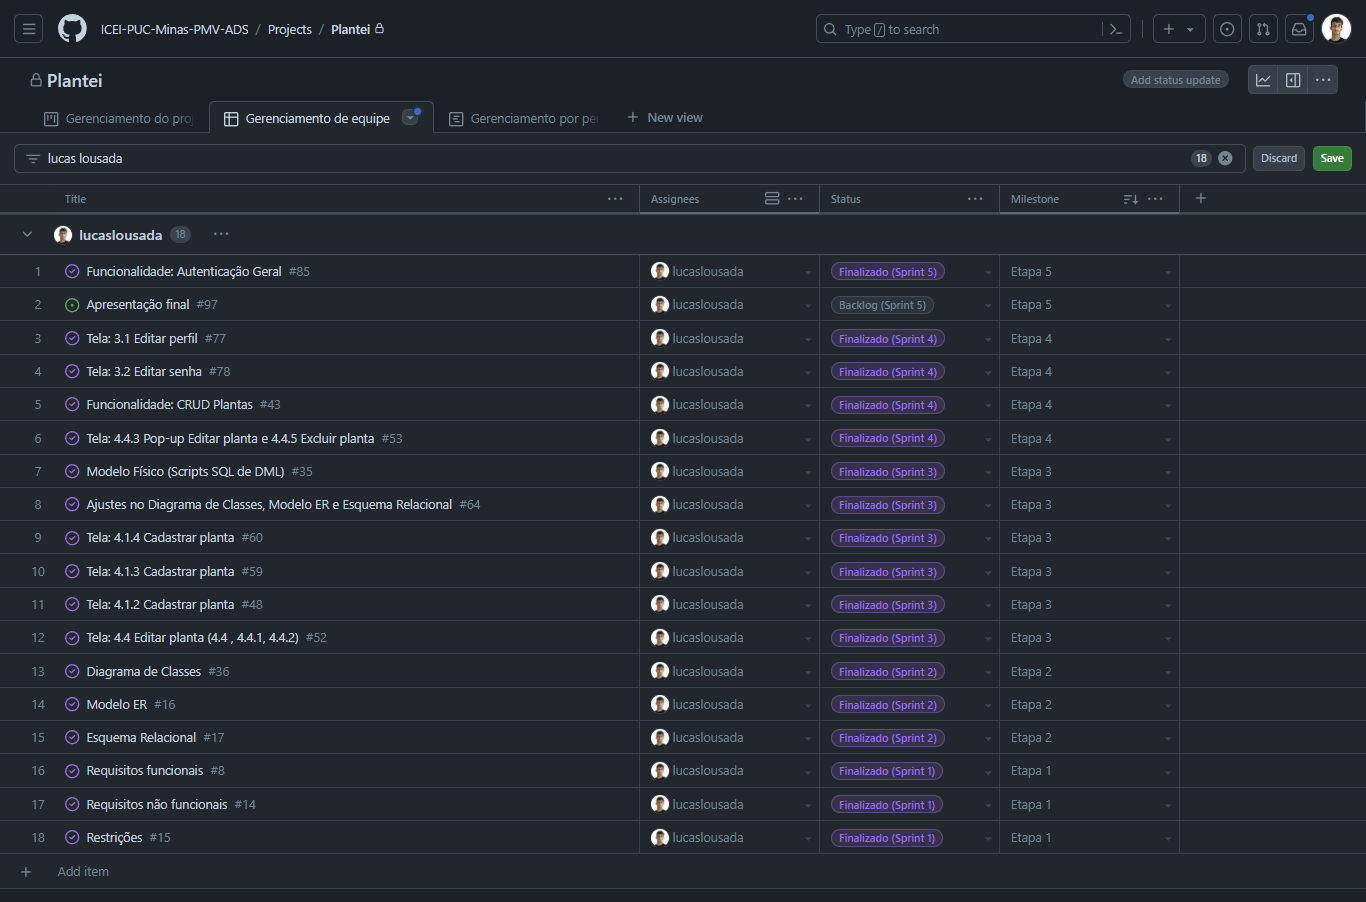 ICEI-PUC-Minas-PMV-ADS / Projects / Plantei
Type / to search
Plantei
Add status update
Gerenciamento do proj
Gerenciamento de equipe
Gerenciamento por pe
New view
lucas lousada
18
Discard
Save
Title Assignees Status Milestone
lucaslousada 18
1 Funcionalidade: Autenticação Geral #85 lucaslousada Finalizado (Sprint 5) Etapa 5
2 Apresentação final #97 lucaslousada Backlog (Sprint 5) Etapa 5
3 Tela: 3.1 Editar perfil #77 lucaslousada Finalizado (Sprint 4) Etapa 4
4 Tela: 3.2 Editar senha #78 lucaslousada Finalizado (Sprint 4) Etapa 4
5 Funcionalidade: CRUD Plantas #43 lucaslousada Finalizado (Sprint 4) Etapa 4
6 Tela: 4.4.3 Pop-up Editar planta e 4.4.5 Excluir planta #53 lucaslousada Finalizado (Sprint 4) Etapa 4
7 Modelo Físico (Scripts SQL de DML) #35 lucaslousada Finalizado (Sprint 3) Etapa 3
8 Ajustes no Diagrama de Classes, Modelo ER e Esquema Relacional #64 lucaslousada Finalizado (Sprint 3) Etapa 3
9 Tela: 4.1.4 Cadastrar planta #60 lucaslousada Finalizado (Sprint 3) Etapa 3
10 Tela: 4.1.3 Cadastrar planta #59 lucaslousada Finalizado (Sprint 3) Etapa 3
11 Tela: 4.1.2 Cadastrar planta #48 lucaslousada Finalizado (Sprint 3) Etapa 3
12 Tela: 4.4 Editar planta (4.4 , 4.4.1, 4.4.2) #52 lucaslousada Finalizado (Sprint 3) Etapa 3
13 Diagrama de Classes #36 lucaslousada Finalizado (Sprint 2) Etapa 2
14 Modelo ER #16 lucaslousada Finalizado (Sprint 2) Etapa 2
15 Esquema Relacional #17 lucaslousada Finalizado (Sprint 2) Etapa 2
16 Requisitos funcionais #8 lucaslousada Finalizado (Sprint 1) Etapa 1
17 Requisitos não funcionais #14 lucaslousada Finalizado (Sprint 1) Etapa 1
18 Restrições #15 lucaslousada Finalizado (Sprint 1) Etapa 1
Add item